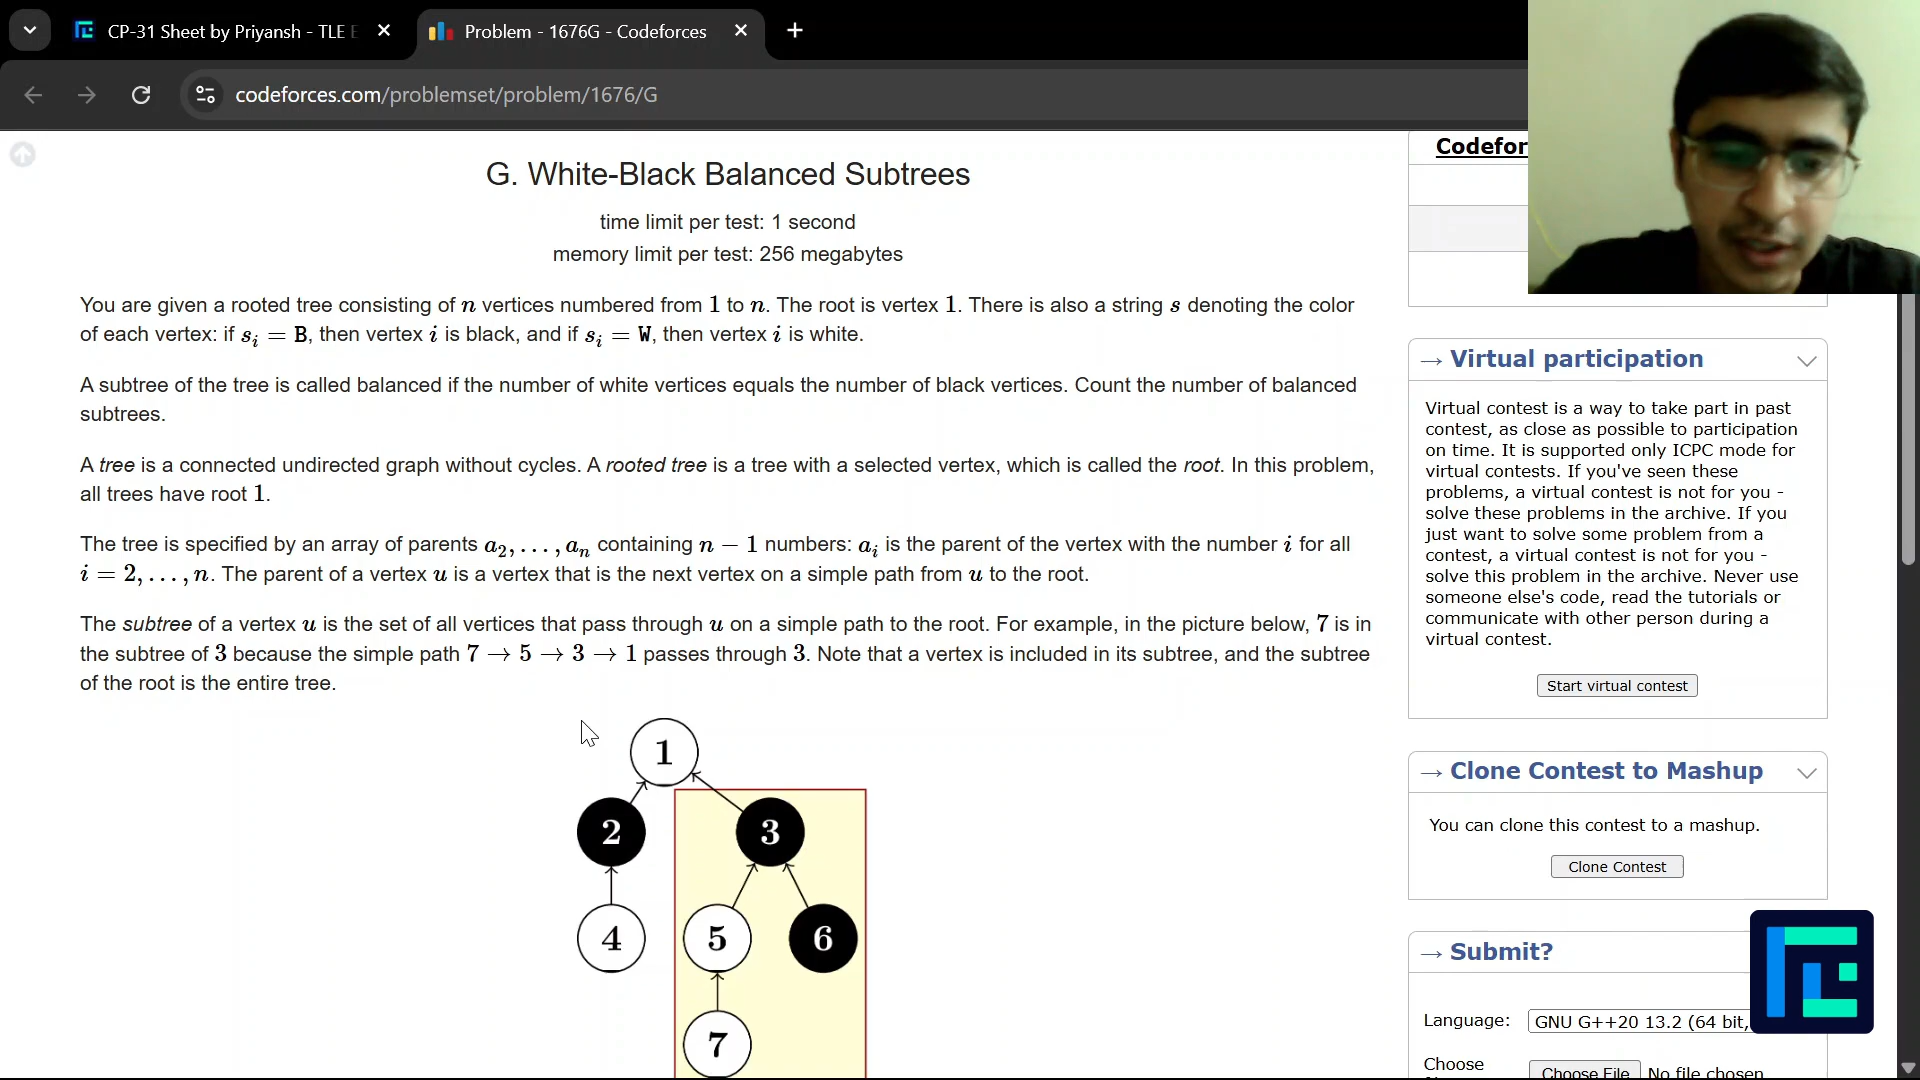 CP-31 Sheet by Priyansh - TLE
Problem - 1676G - Codeforces
codeforces.com/problemset/problem/1676/G
G. White-Black Balanced Subtrees
time limit per test: 1 second
memory limit per test: 256 megabytes
You are given a rooted tree consisting of n vertices numbered from 1 to n. The root is vertex 1. There is also a string s denoting the color
of each vertex: if s_i = B, then vertex i is black, and if s_i = W, then vertex i is white.
A subtree of the tree is called balanced if the number of white vertices equals the number of black vertices. Count the number of balanced
subtrees.
A tree is a connected undirected graph without cycles. A rooted tree is a tree with a selected vertex, which is called the root. In this problem,
all trees have root 1.
The tree is specified by an array of parents a_2, ..., a_n containing n − 1 numbers: a_i is the parent of the vertex with the number i for all
i = 2, ..., n. The parent of a vertex u is a vertex that is the next vertex on a simple path from u to the root.
The subtree of a vertex u is the set of all vertices that pass through u on a simple path to the root. For example, in the picture below, 7 is in
the subtree of 3 because the simple path 7 → 5 → 3 → 1 passes through 3. Note that a vertex is included in its subtree, and the subtree
of the root is the entire tree.
1
2 3
4 5 6
7
Codefor
→ Virtual participation
Virtual contest is a way to take part in past
contest, as close as possible to participation
on time. It is supported only ICPC mode for
virtual contests. If you've seen these
problems, a virtual contest is not for you -
solve these problems in the archive. If you
just want to solve some problem from a
contest, a virtual contest is not for you -
solve this problem in the archive. Never use
someone else's code, read the tutorials or
communicate with other person during a
virtual contest.
Start virtual contest
→ Clone Contest to Mashup
You can clone this contest to a mashup.
Clone Contest
→ Submit?
Language: GNU G++20 13.2 (64 bit,
Choose
Choose File No file chosen